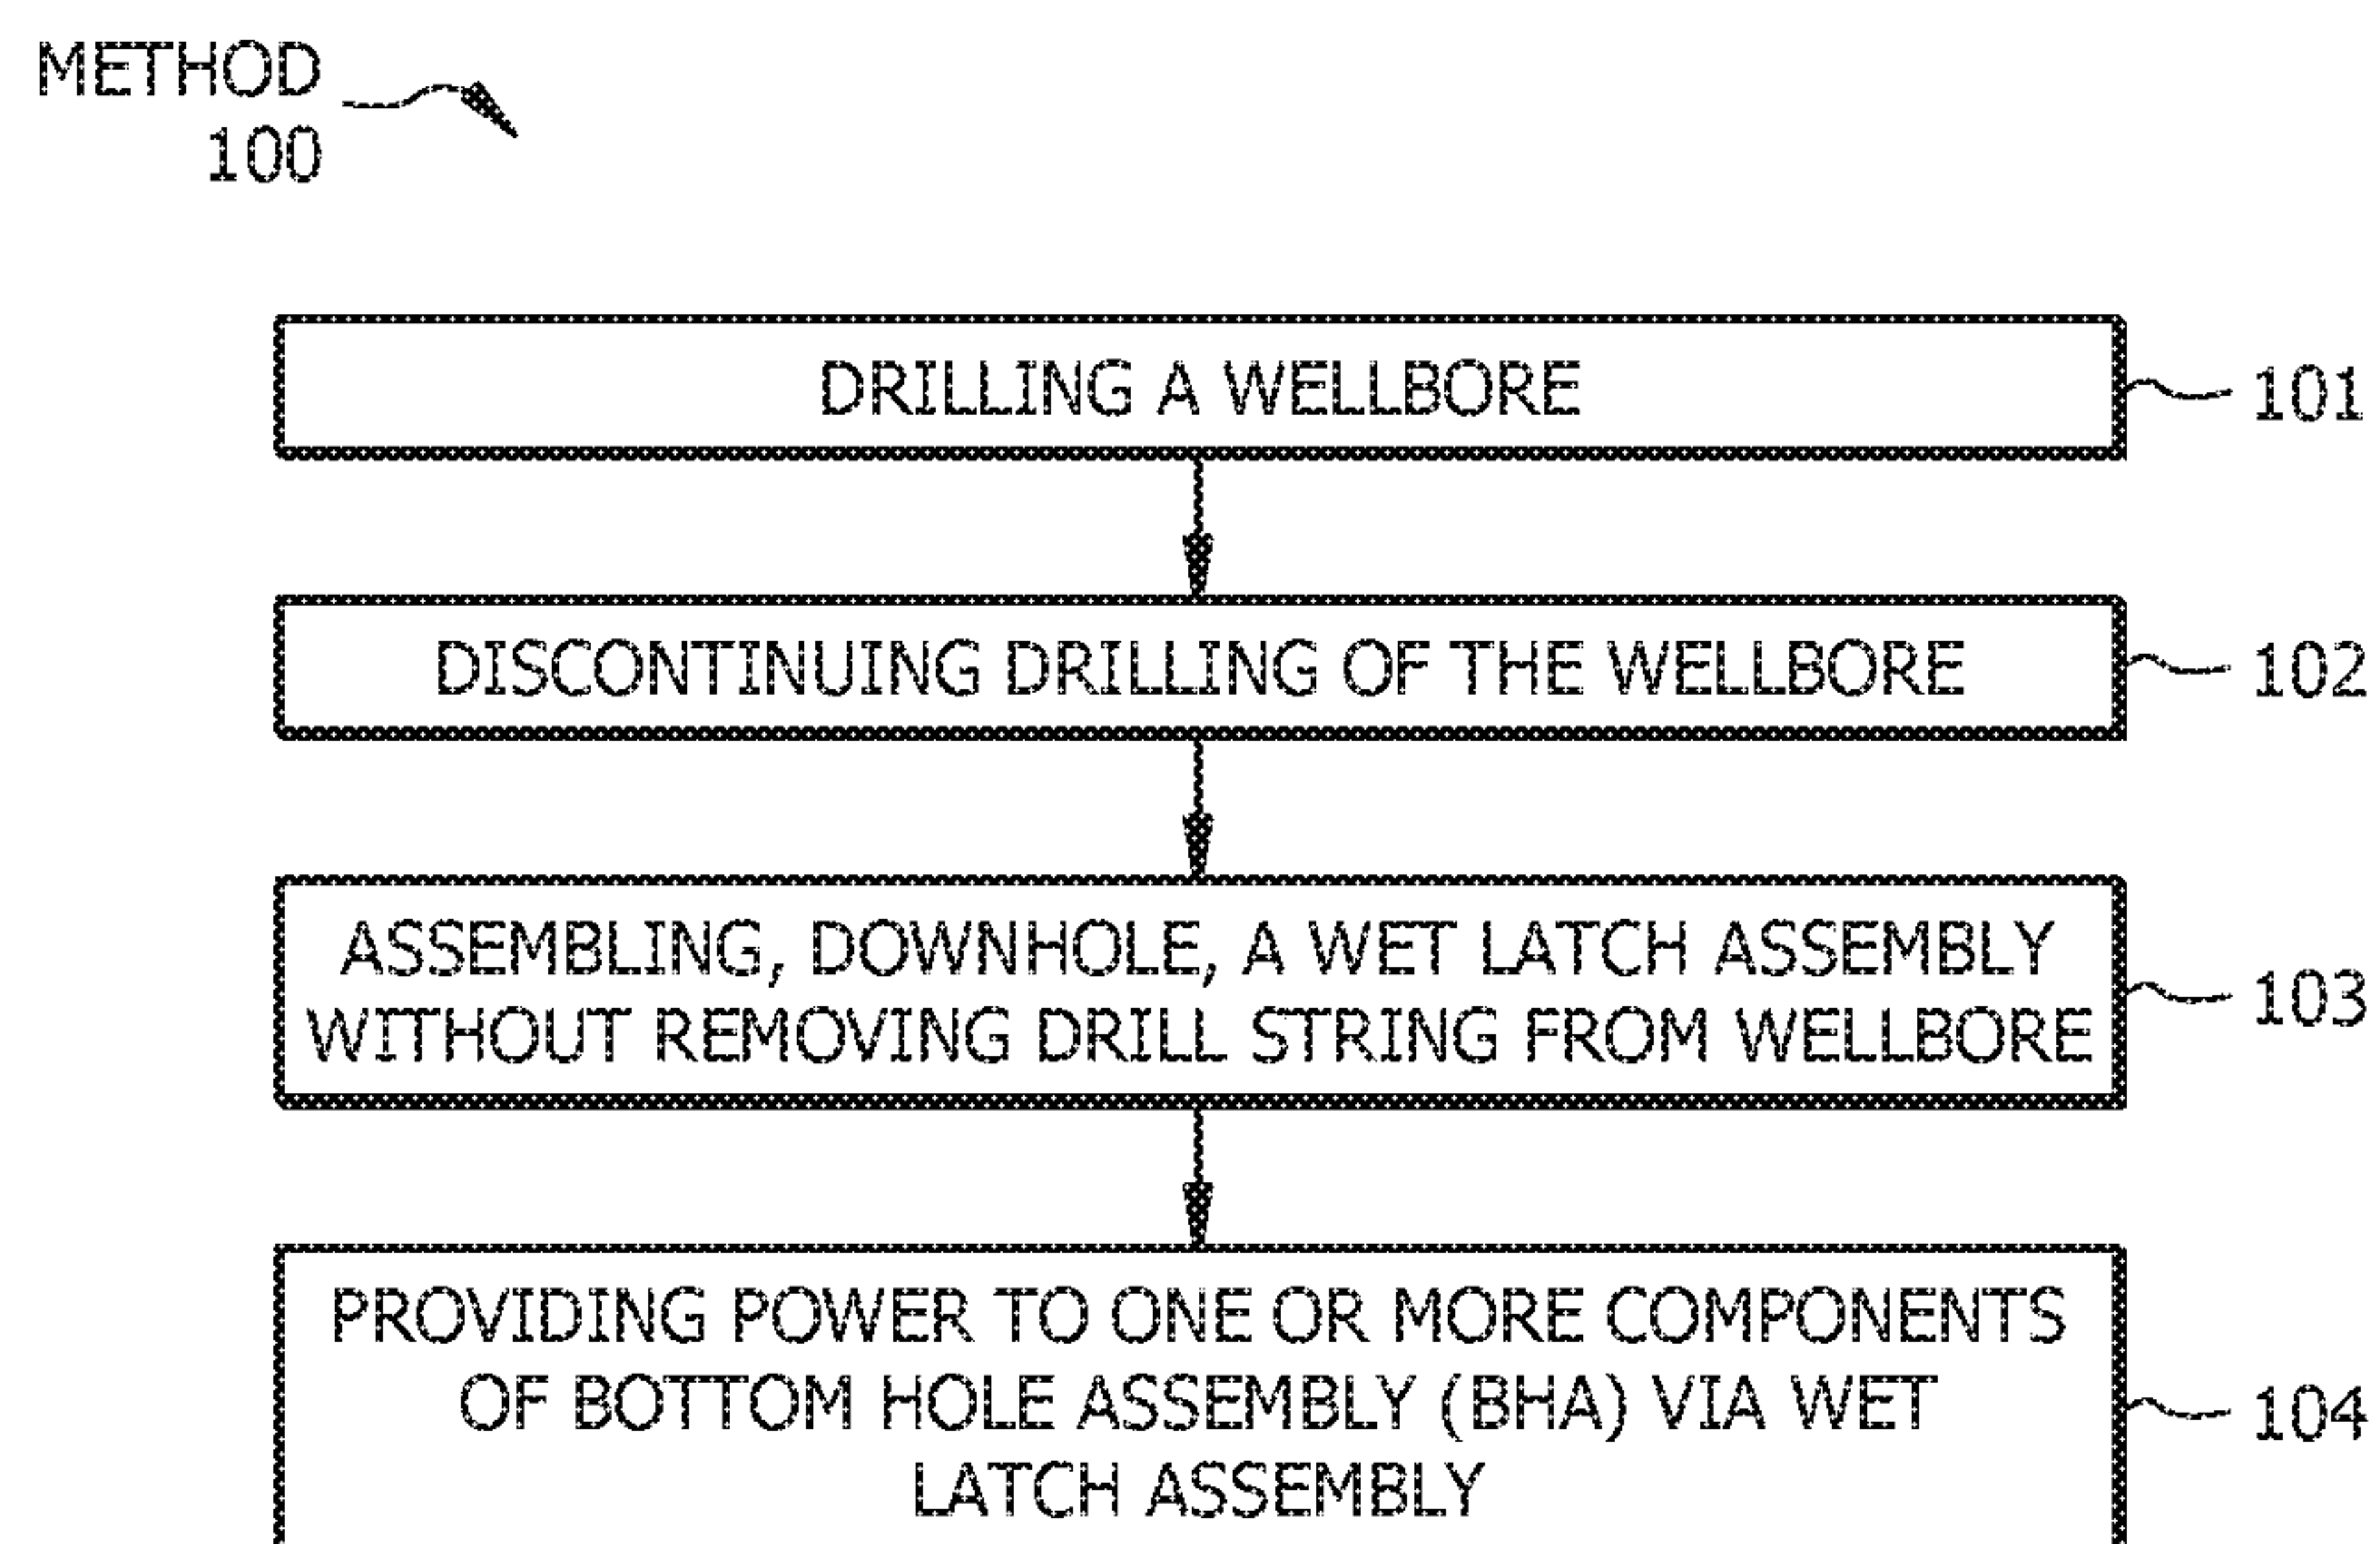 METHOD
100
DRILLING A WELLBORE
101
DISCONTINUING DRILLING OF THE WELLBORE
102
ASSEMBLING, DOWNHOLE, A WET LATCH ASSEMBLY
WITHOUT REMOVING DRILL STRING FROM WELLBORE
103
PROVIDING POWER TO ONE OR MORE COMPONENTS
OF BOTTOM HOLE ASSEMBLY (BHA) VIA WET
LATCH ASSEMBLY
104